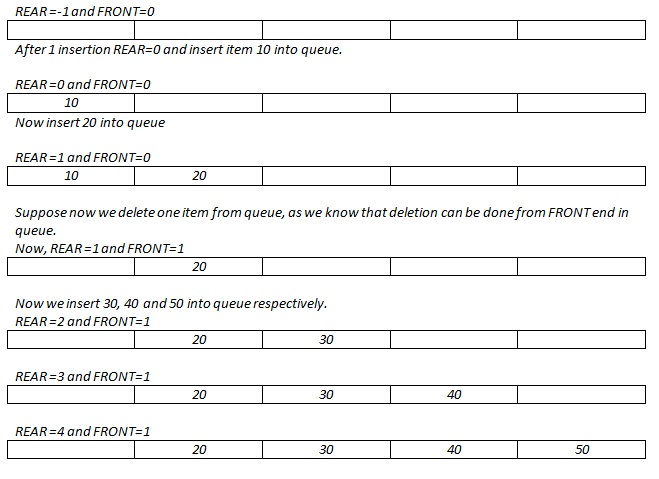 REAR =-1 and FRONT=0
After 1 insertion REAR=0 and insert item 10 into queue.
REAR =0 and FRONT=0
10
Now insert 20 into queue
REAR =1 and FRONT=0
10 20
Suppose now we delete one item from queue, as we know that deletion can be done from FRONT end in
queue.
Now, REAR =1 and FRONT=1
20
Now we insert 30, 40 and 50 into queue respectively.
REAR =2 and FRONT=1
20 30
REAR =3 and FRONT=1
20 30 40
REAR =4 and FRONT=1
20 30 40 50